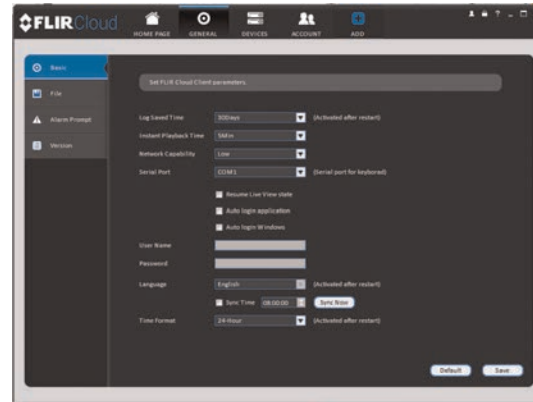 FLIR Cloud
HOME PAGE GENERAL DEVICES ACCOUNT ADD
Basic
File
Alarm Prompt
Version
Set FLIR Cloud Client parameters.
Log Saved Time 30Days (Activated after restart)
Instant Playback Time 5Min
Network Capability Low
Serial Port COM1 (Serial port for keyborad)
Resume Live View state
Auto login application
Auto login Windows
User Name
Password
Language English (Activated after restart)
Sync Time 08:00:00 Sync Now
Time Format 24-Hour (Activated after restart)
Default Save